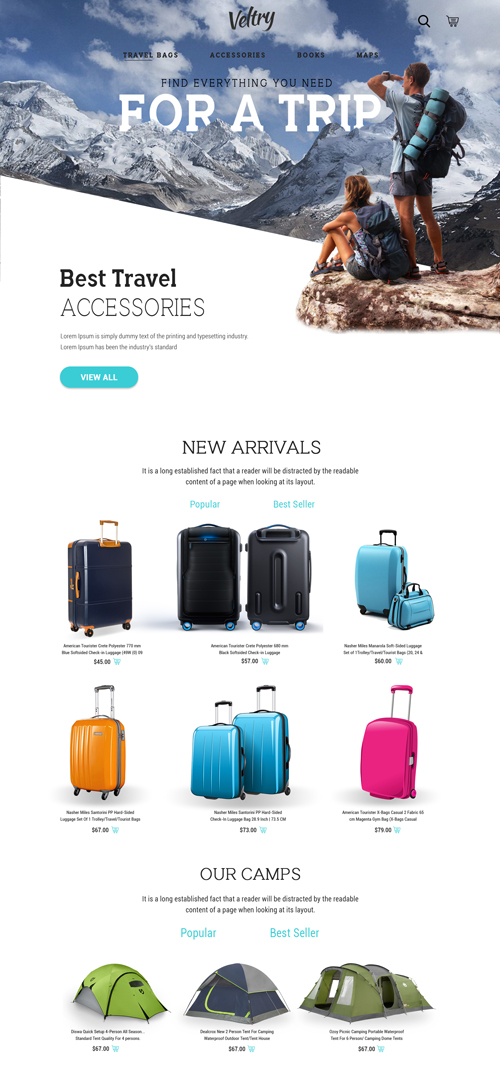 Veltry
TRAVEL BAGS ACCESSORIES BOOKS MAPS
FIND EVERYTHING YOU NEED
FOR A TRIP
Best Travel
ACCESSORIES
Lorem Ipsum is simply dummy text of the printing and typesetting industry.
Lorem Ipsum has been the industry's standard
VIEW ALL
NEW ARRIVALS
It is a long established fact that a reader will be distracted by the readable
content of a page when looking at its layout.
Popular Best Seller
American Tourister Crete Polyester 770 mm
Blue Softsided Check-in Luggage (49W (0) 09
$45.00
American Tourister Crete Polyester 680 mm
Black Softsided Check-in Luggage
$57.00
Nasher Miles Manarola Soft-Sided Luggage
Set of 1Trolley/Travel/Tourist Bags (20, 24 &
$60.00
Nasher Miles Santorini PP Hard-Sided
Luggage Set Of 1 Trolley/Travel/Tourist Bags
$67.00
Nasher Miles Santorini PP Hard-Sided
Check-In Luggage Bag 28.9 Inch | 73.5 CM
$73.00
American Tourister X Bags Casual 2 Fabric 65
cm Magenta Gym Bag (X-Bags Casual
$79.00
OUR CAMPS
It is a long established fact that a reader will be distracted by the readable
content of a page when looking at its layout.
Popular Best Seller
Diswa Quick Setup 4-Person All Season...
Standard Tent Quality For 4 persons.
$67.00
Dealcrox New 2 Person Tent For Camping
Waterproof Outdoor Tent/Tent House
$67.00
Ozoy Picnic Camping Portable Waterproof
Tent For 6 Person/ Camping Dome Tents
$67.00